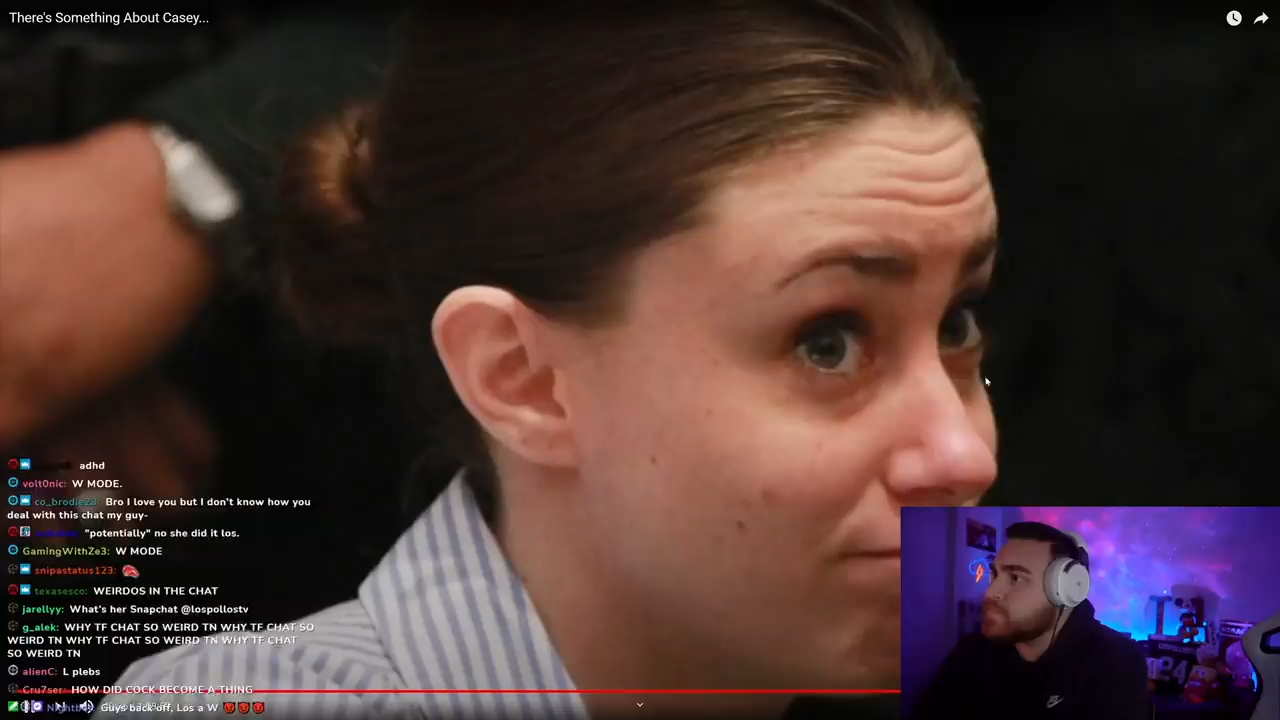 There's Something About Casey...
adhd
volt0nic: W MODE.
co_brodie23: Bro I love you but I don't know how you
deal with this chat my guy-
"potentially" no she did it los.
GamingWithZe3: W MODE
snipastatus123:
texasesco: WEIRDOS IN THE CHAT
jarellyy: What's her Snapchat @lospollostv
g_alek: WHY TF CHAT SO WEIRD TN WHY TF CHAT SO
WEIRD TN WHY TF CHAT SO WEIRD TN WHY TF CHAT
SO WEIRD TN
alienC: L plebs
Cru7ser: HOW DID COCK BECOME A THING
Guys back off, Los a W
24